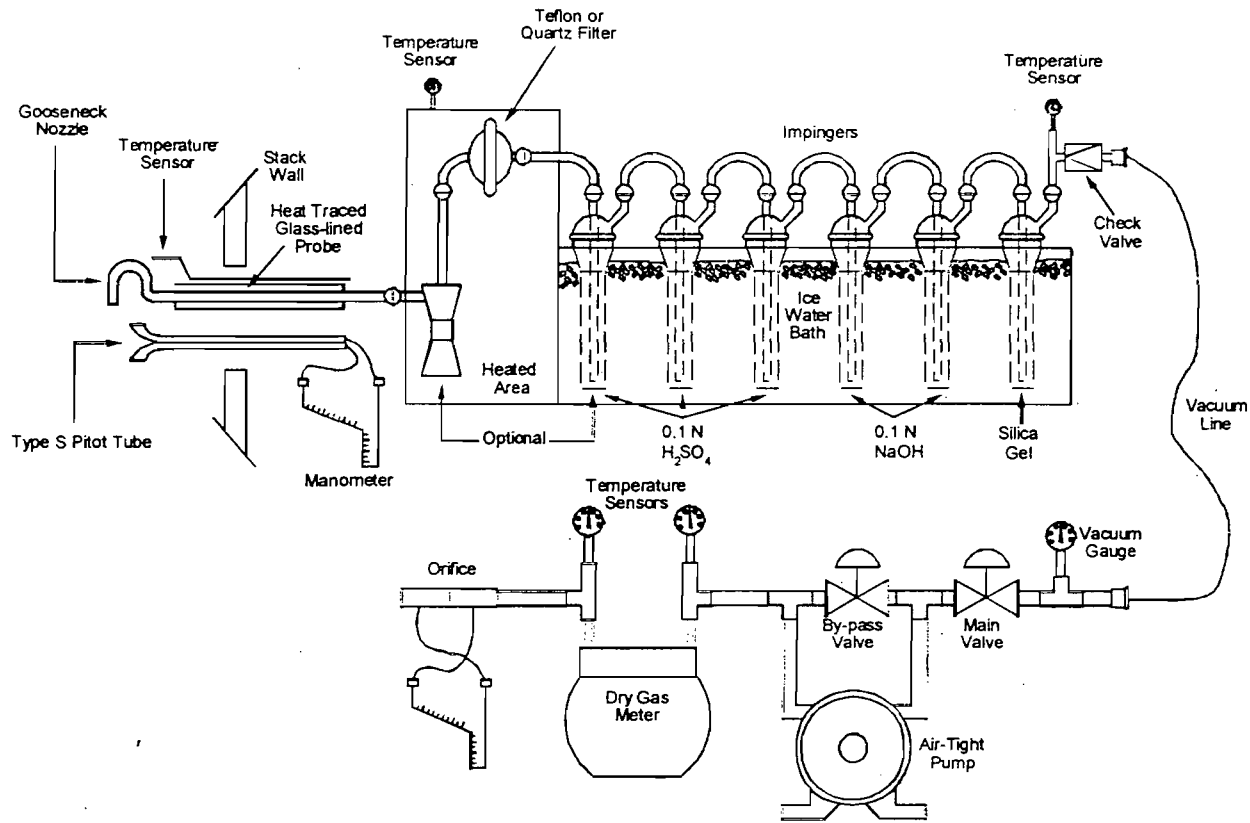 Teflon or
Quartz Filter
Temperature
Sensor
Temperature
Sensor
Gooseneck
Nozzle
Temperature
Sensor
Stack
Wall
Impingers
Heat Traced
Glass-lined
Probe
Check
Valve
Ice
Water
Bath
Heated
Area
Vacuum
Line
Type S Pitot Tube
Optional
0.1 N
H₂SO₄
0.1 N
NaOH
Silica
Gel
Manometer
Temperature
Sensors
Vacuum
Gauge
Orifice
By-pass
Valve
Main
Valve
Dry Gas
Meter
Air-Tight
Pump